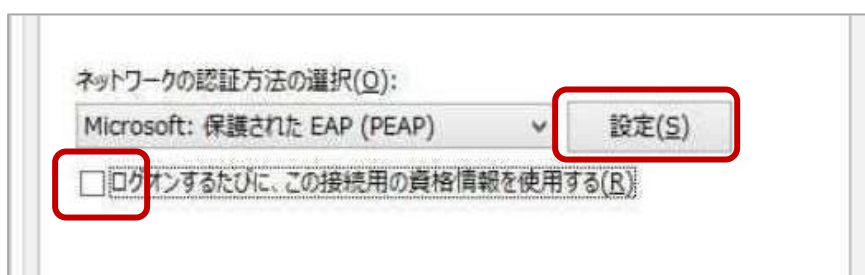 ネットワークの認証方法の選択(O):
Microsoft: 保護された EAP (PEAP) 設定(S)
ログオンするたびに、この接続用の資格情報を使用する(R)